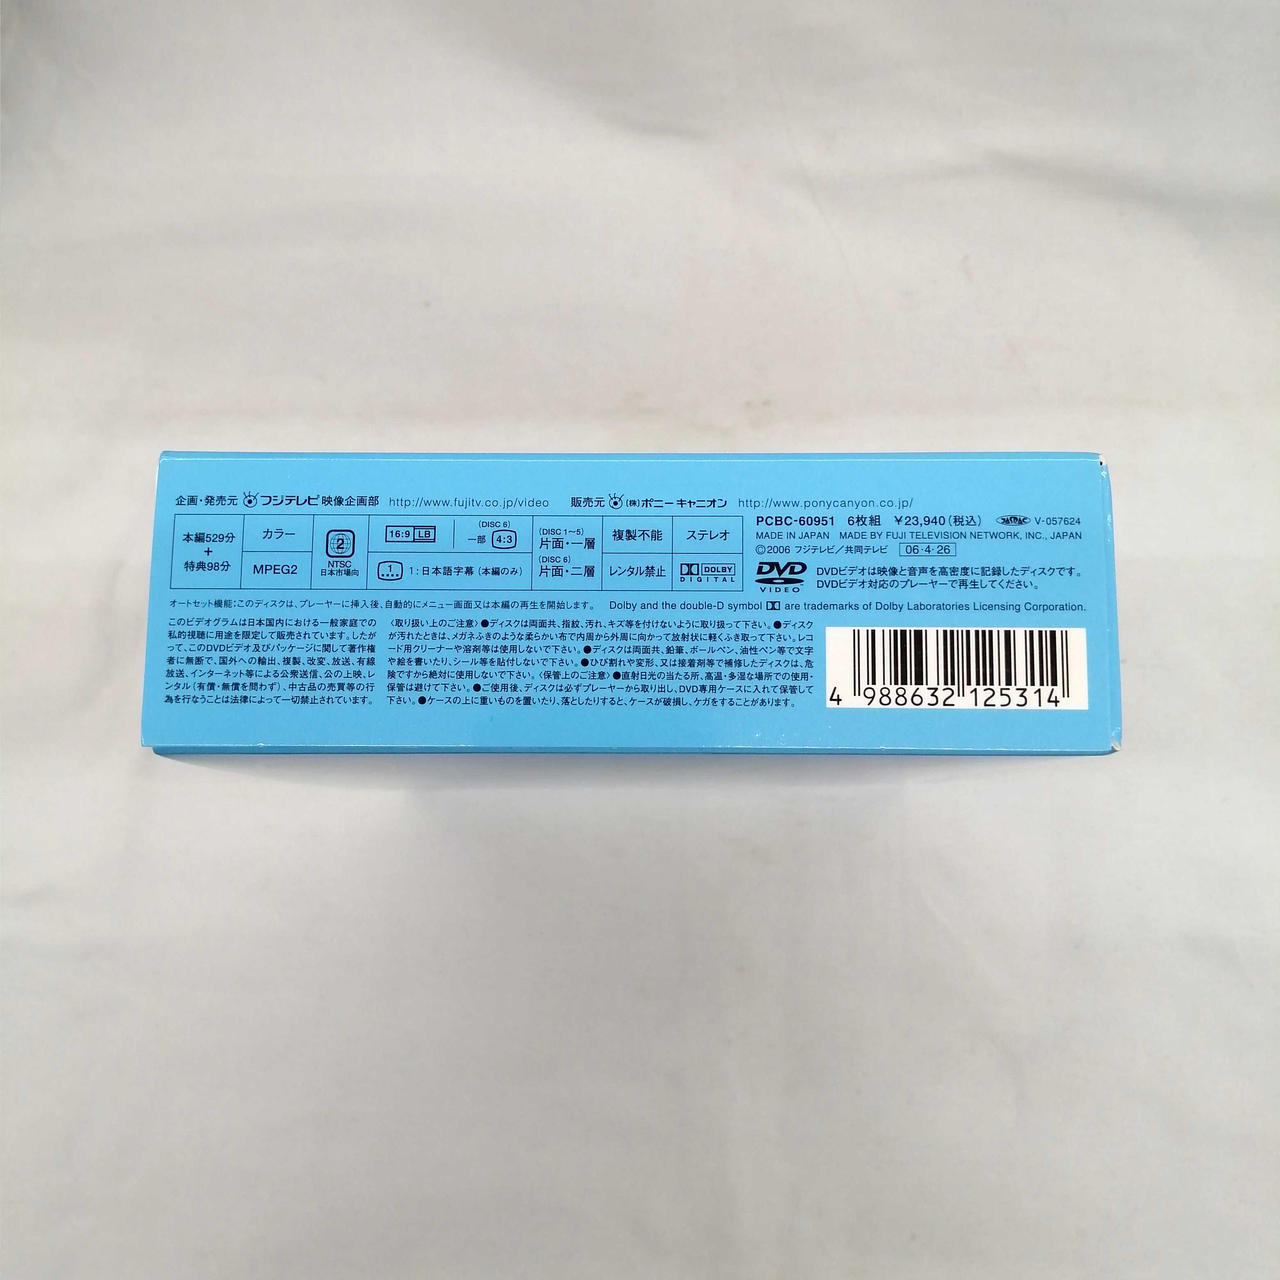 企画・発売元 フジテレビ映像企画部 http://www.fujitv.co.jp/video 販売元 (株)ポニーキャニオン http://www.ponycanyon.co.jp/
本編529分
+
特典98分
カラー
MPEG2
2
NTSC
日本市場向
16:9 LB
(DISC 6)
一部 4:3
1 1:日本語字幕(本編のみ)
(DISC 1~5)
片面・一層
(DISC 6)
片面・二層
複製不能
レンタル禁止
ステレオ
DOLBY
DIGITAL
PCBC-60951 6枚組 ¥23,940(税込) V-057624
MADE IN JAPAN MADE BY FUJI TELEVISION NETWORK, INC., JAPAN
©2006 フジテレビ/共同テレビ 06・4・26
DVD
VIDEO
DVDビデオは映像と音声を高密度に記録したディスクです。
DVDビデオ対応のプレーヤーで再生してください。
オートセット機能:このディスクは、プレーヤーに挿入後、自動的にメニュー画面又は本編の再生を開始します。 Dolby and the double-D symbol are trademarks of Dolby Laboratories Licensing Corporation.
このビデオグラムは日本国内における一般家庭での
私的視聴に用途を限定して販売されています。したが
って、このDVDビデオ及びパッケージに関して著作権
者に無断で、国外への輸出、複製、改変、放送、有線
放送、インターネット等による公衆送信、公の上映、レ
ンタル(有償・無償を問わず)、中古品の売買等の行
為を行なうことは法律によって一切禁止されています。
〈取り扱い上のご注意〉●ディスクは両面共、指紋、汚れ、キズ等を付けないように取り扱って下さい。●ディスク
が汚れたときは、メガネふきのような柔らかい布で内周から外周に向かって放射状に軽くふき取って下さい。レコ
ード用クリーナーや溶剤等は使用しないで下さい。●ディスクは両面共、鉛筆、ボールペン、油性ペン等で文字
や絵を書いたり、シール等を貼付しないで下さい。●ひび割れや変形、又は接着剤等で補修したディスクは、危
険ですから絶対に使用しないで下さい。〈保管上のご注意〉●直射日光の当たる所、高温・多湿な場所での使用・
保管は避けて下さい。●ご使用後、ディスクは必ずプレーヤーから取り出し、DVD専用ケースに入れて保管して
下さい。●ケースの上に重いものを置いたり、落としたりすると、ケースが破損し、ケガをすることがあります。
4 988632 125314